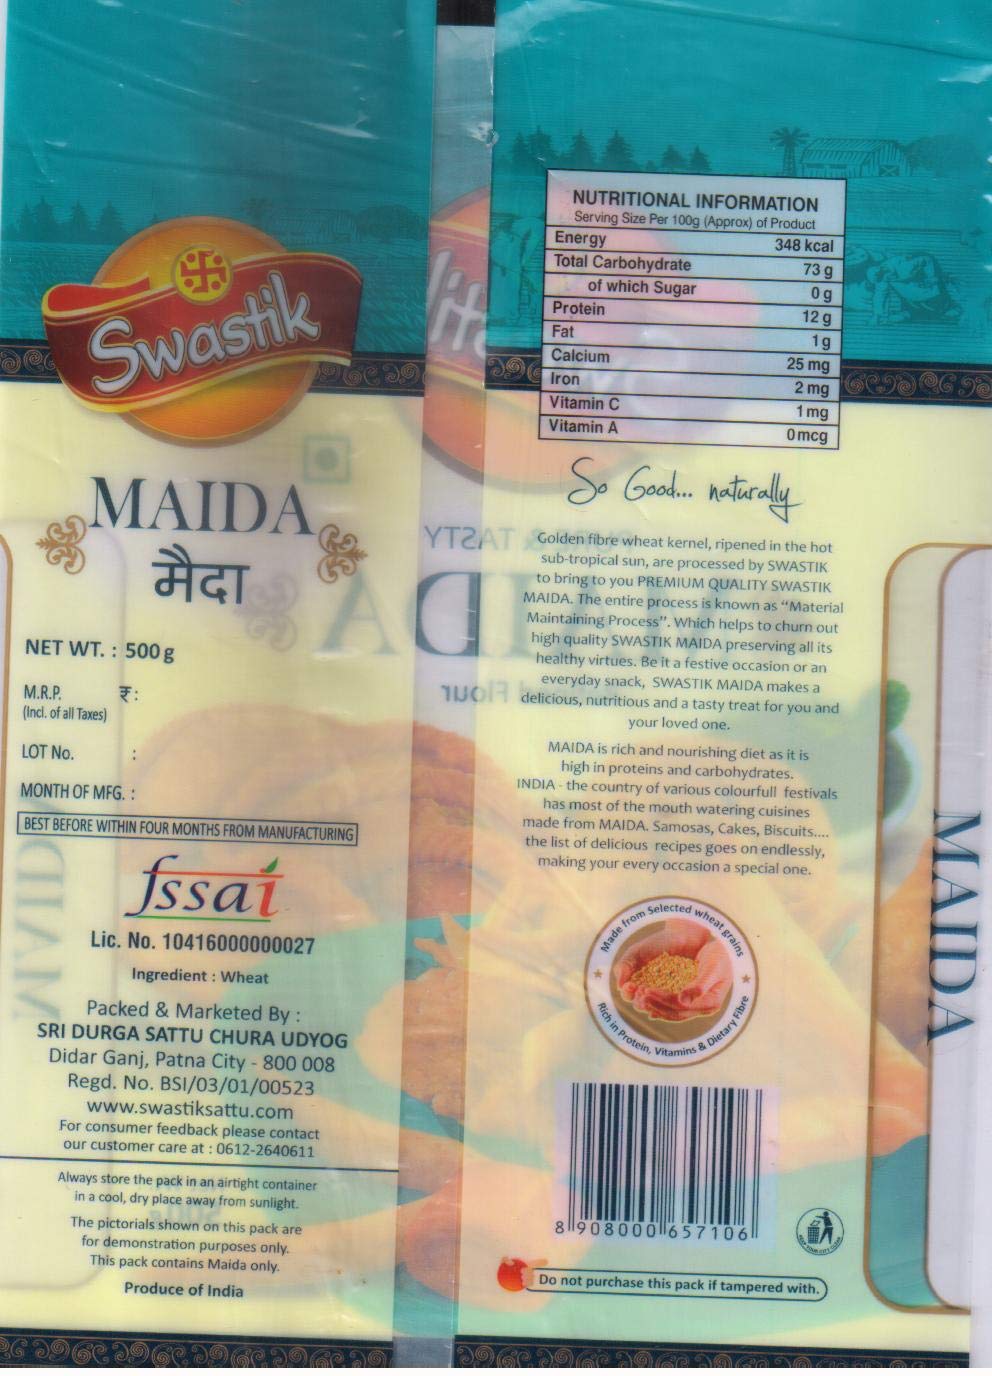 Swastik
MAIDA
मैदा
NET WT. : 500 g
M.R.P. ₹ :
(Incl. of all Taxes)
LOT No. :
MONTH OF MFG. :
BEST BEFORE WITHIN FOUR MONTHS FROM MANUFACTURING
fssai
Lic. No. 10416000000027
Ingredient : Wheat
Packed & Marketed By :
SRI DURGA SATTU CHURA UDYOG
Didar Ganj, Patna City - 800 008
Regd. No. BSI/03/01/00523
www.swastiksattu.com
For consumer feedback please contact
our customer care at : 0612-2640611
Always store the pack in an airtight container
in a cool, dry place away from sunlight.
The pictorials shown on this pack are
for demonstration purposes only.
This pack contains Maida only.
Produce of India
NUTRITIONAL INFORMATION
Serving Size Per 100g (Approx) of Product
Energy 348 kcal
Total Carbohydrate 73 g
of which Sugar 0 g
Protein 12 g
Fat 1 g
Calcium 25 mg
Iron 2 mg
Vitamin C 1 mg
Vitamin A 0 mcg
So Good... naturally
Golden fibre wheat kernel, ripened in the hot
sub-tropical sun, are processed by SWASTIK
to bring to you PREMIUM QUALITY SWASTIK
MAIDA. The entire process is known as “Material
Maintaining Process”. Which helps to churn out
high quality SWASTIK MAIDA preserving all its
healthy virtues. Be it a festive occasion or an
everyday snack, SWASTIK MAIDA makes a
delicious, nutritious and a tasty treat for you and
your loved one.
MAIDA is rich and nourishing diet as it is
high in proteins and carbohydrates.
INDIA - the country of various colourfull festivals
has most of the mouth watering cuisines
made from MAIDA. Samosas, Cakes, Biscuits....
the list of delicious recipes goes on endlessly,
making your every occasion a special one.
Made from Selected wheat grains
Rich in Protein, Vitamins & Dietary Fibre
8 908000 657106
Do not purchase this pack if tampered with.
MAIDA